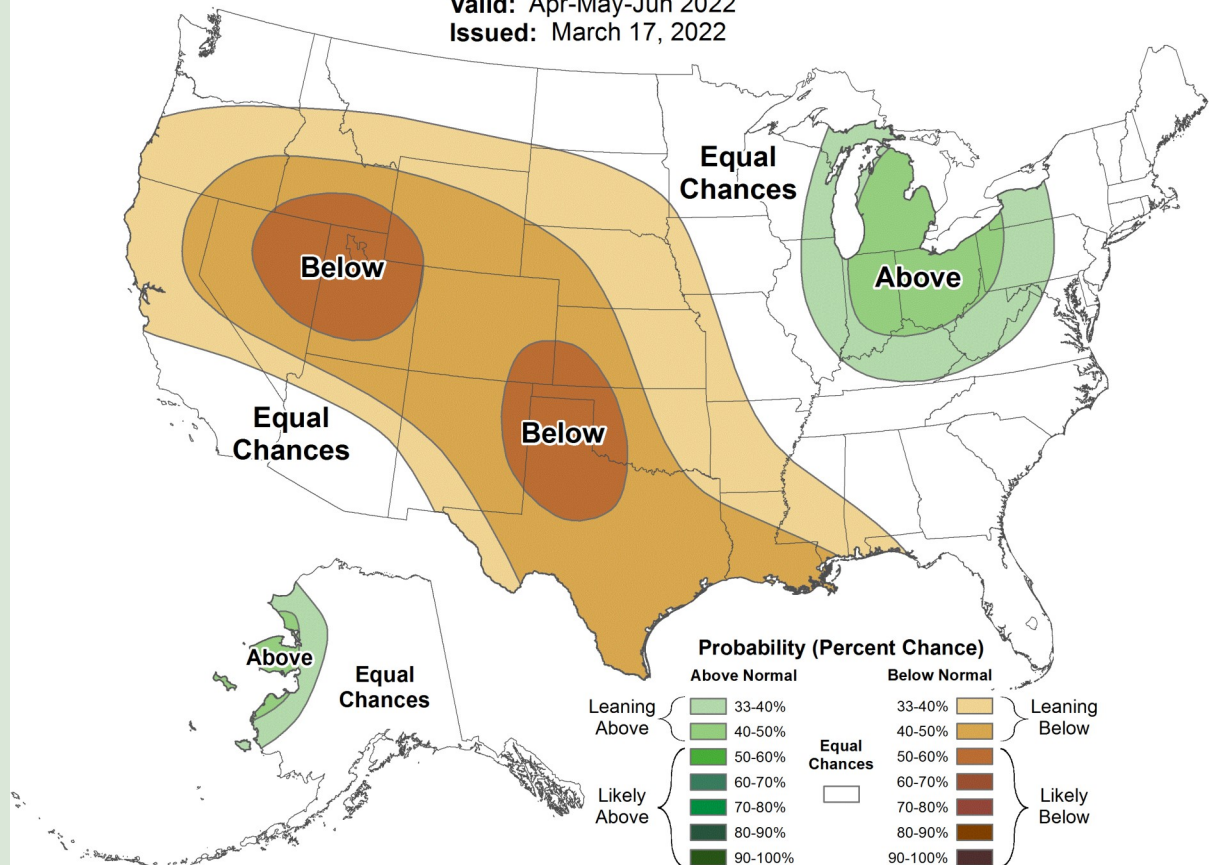 Valid: Apr-May-Jun 2022
Issued: March 17, 2022
Equal
Chances
Below
Above
Equal
Chances
Below
Above
Equal
Chances
Probability (Percent Chance)
Above Normal
Below Normal
Leaning
Above
33-40%
40-50%
50-60%
60-70%
70-80%
80-90%
90-100%
Likely
Above
Equal
Chances
33-40%
40-50%
50-60%
60-70%
70-80%
80-90%
90-100%
Leaning
Below
Likely
Below